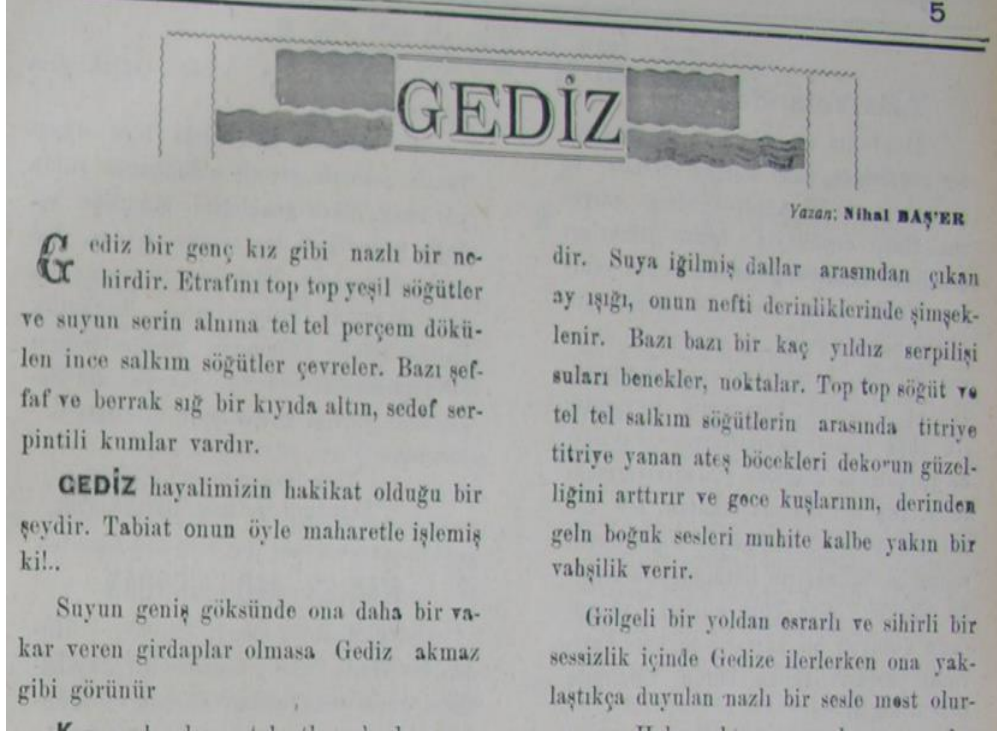 5
GEDİZ
Yazan: Nihal BAŞ'ER
Gediz bir genç kız gibi nazlı bir ne-
hirdir. Etrafını top top yeşil söğütler
ve suyun serin alnına tel tel perçem dökü-
len ince salkım söğütler çevreler. Bazı şef-
faf ve berrak sığ bir kıyıda altın, sedef ser-
pintili kumlar vardır.
GEDİZ hayalimizin hakikat olduğu bir
şeydir. Tabiat onun öyle maharetle işlemiş
ki!..
Suyun geniş göksünde ona daha bir va-
kar veren girdaplar olmasa Gediz akmaz
gibi görünür
dir. Suya iğilmiş dallar arasından çıkan
ay ışığı, onun nefti derinliklerinde şimşek-
lenir. Bazı bazı bir kaç yıldız serpilişi
suları benekler, noktalar. Top top söğüt ve
tel tel salkım söğütlerin arasında titriye
titriye yanan ateş böcekleri dekorun güzel-
liğini arttırır ve gece kuşlarının, derinden
geln boğuk sesleri muhite kalbe yakın bir
vahşilik verir.
Gölgeli bir yoldan esrarlı ve sihirli bir
sessizlik içinde Gedize ilerlerken ona yak-
laştıkça duyulan nazlı bir sesle mest olur-